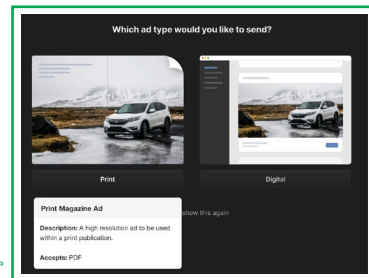 Which ad type would you like to send?
Print
Digital
Print Magazine Ad
show this again
Description: A high resolution ad to be used
within a print publication.
Accepts: PDF